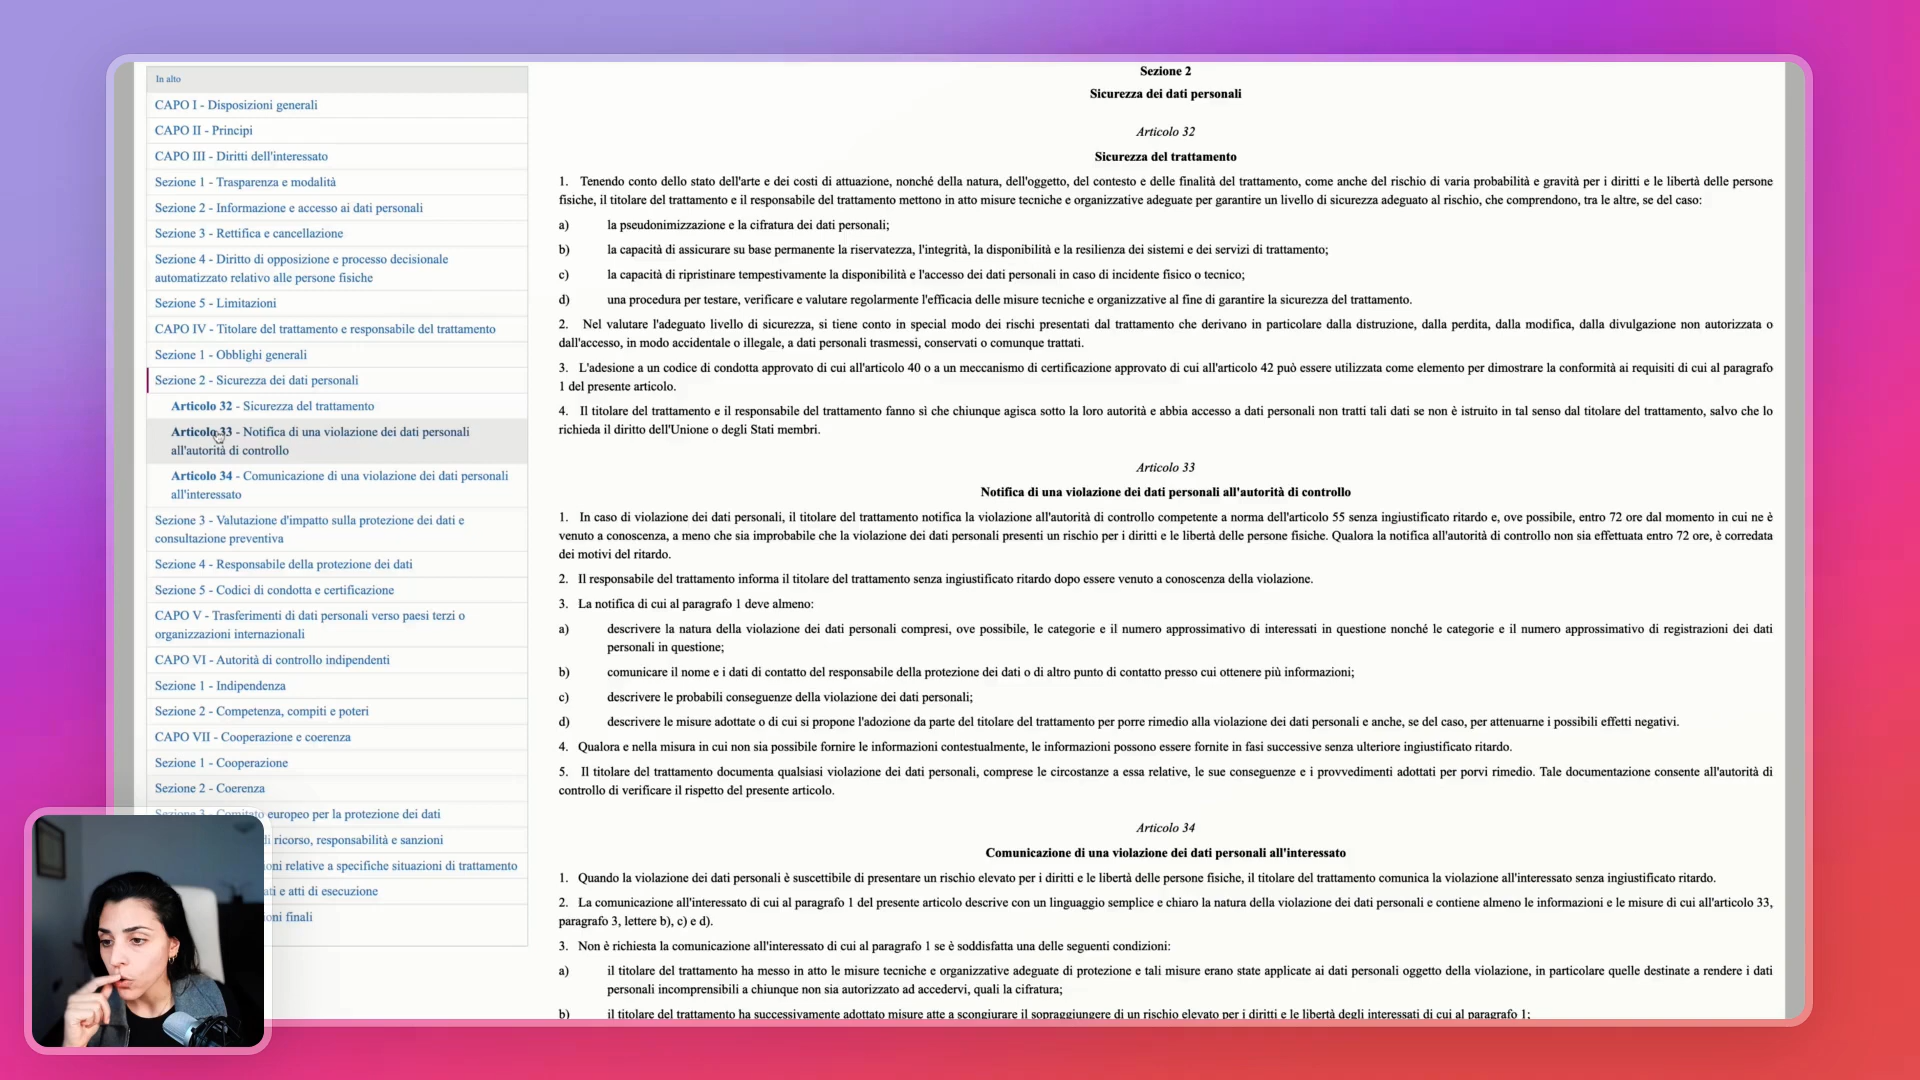 In alto
CAPO I - Disposizioni generali
CAPO II - Principi
CAPO III - Diritti dell'interessato
Sezione 1 - Trasparenza e modalità
Sezione 2 - Informazione e accesso ai dati personali
Sezione 3 - Rettifica e cancellazione
Sezione 4 - Diritto di opposizione e processo decisionale
automatizzato relativo alle persone fisiche
Sezione 5 - Limitazioni
CAPO IV - Titolare del trattamento e responsabile del trattamento
Sezione 1 - Obblighi generali
Sezione 2 - Sicurezza dei dati personali
Articolo 32 - Sicurezza del trattamento
Articolo 33 - Notifica di una violazione dei dati personali
all'autorità di controllo
Articolo 34 - Comunicazione di una violazione dei dati personali
all'interessato
Sezione 3 - Valutazione d'impatto sulla protezione dei dati e
consultazione preventiva
Sezione 4 - Responsabile della protezione dei dati
Sezione 5 - Codici di condotta e certificazione
CAPO V - Trasferimenti di dati personali verso paesi terzi o
organizzazioni internazionali
CAPO VI - Autorità di controllo indipendenti
Sezione 1 - Indipendenza
Sezione 2 - Competenza, compiti e poteri
CAPO VII - Cooperazione e coerenza
Sezione 1 - Cooperazione
Sezione 2 - Coerenza
Sezione 3 - Comitato europeo per la protezione dei dati
di ricorso, responsabilità e sanzioni
oni relative a specifiche situazioni di trattamento
ati e atti di esecuzione
oni finali
Sezione 2
Sicurezza dei dati personali
Articolo 32
Sicurezza del trattamento
1. Tenendo conto dello stato dell'arte e dei costi di attuazione, nonché della natura, dell'oggetto, del contesto e delle finalità del trattamento, come anche del rischio di varia probabilità e gravità per i diritti e le libertà delle persone
fisiche, il titolare del trattamento e il responsabile del trattamento mettono in atto misure tecniche e organizzative adeguate per garantire un livello di sicurezza adeguato al rischio, che comprendono, tra le altre, se del caso:
a) la pseudonimizzazione e la cifratura dei dati personali;
b) la capacità di assicurare su base permanente la riservatezza, l'integrità, la disponibilità e la resilienza dei sistemi e dei servizi di trattamento;
c) la capacità di ripristinare tempestivamente la disponibilità e l'accesso dei dati personali in caso di incidente fisico o tecnico;
d) una procedura per testare, verificare e valutare regolarmente l'efficacia delle misure tecniche e organizzative al fine di garantire la sicurezza del trattamento.
2. Nel valutare l'adeguato livello di sicurezza, si tiene conto in special modo dei rischi presentati dal trattamento che derivano in particolare dalla distruzione, dalla perdita, dalla modifica, dalla divulgazione non autorizzata o
dall'accesso, in modo accidentale o illegale, a dati personali trasmessi, conservati o comunque trattati.
3. L'adesione a un codice di condotta approvato di cui all'articolo 40 o a un meccanismo di certificazione approvato di cui all'articolo 42 può essere utilizzata come elemento per dimostrare la conformità ai requisiti di cui al paragrafo
1 del presente articolo.
4. Il titolare del trattamento e il responsabile del trattamento fanno sì che chiunque agisca sotto la loro autorità e abbia accesso a dati personali non tratti tali dati se non è istruito in tal senso dal titolare del trattamento, salvo che lo
richieda il diritto dell'Unione o degli Stati membri.
Articolo 33
Notifica di una violazione dei dati personali all'autorità di controllo
1. In caso di violazione dei dati personali, il titolare del trattamento notifica la violazione all'autorità di controllo competente a norma dell'articolo 55 senza ingiustificato ritardo e, ove possibile, entro 72 ore dal momento in cui ne è
venuto a conoscenza, a meno che sia improbabile che la violazione dei dati personali presenti un rischio per i diritti e le libertà delle persone fisiche. Qualora la notifica all'autorità di controllo non sia effettuata entro 72 ore, è corredata
dei motivi del ritardo.
2. Il responsabile del trattamento informa il titolare del trattamento senza ingiustificato ritardo dopo essere venuto a conoscenza della violazione.
3. La notifica di cui al paragrafo 1 deve almeno:
a) descrivere la natura della violazione dei dati personali compresi, ove possibile, le categorie e il numero approssimativo di interessati in questione nonché le categorie e il numero approssimativo di registrazioni dei dati
personali in questione;
b) comunicare il nome e i dati di contatto del responsabile della protezione dei dati o di altro punto di contatto presso cui ottenere più informazioni;
c) descrivere le probabili conseguenze della violazione dei dati personali;
d) descrivere le misure adottate o di cui si propone l'adozione da parte del titolare del trattamento per porre rimedio alla violazione dei dati personali e anche, se del caso, per attenuarne i possibili effetti negativi.
4. Qualora e nella misura in cui non sia possibile fornire le informazioni contestualmente, le informazioni possono essere fornite in fasi successive senza ulteriore ingiustificato ritardo.
5. Il titolare del trattamento documenta qualsiasi violazione dei dati personali, comprese le circostanze a essa relative, le sue conseguenze e i provvedimenti adottati per porvi rimedio. Tale documentazione consente all'autorità di
controllo di verificare il rispetto del presente articolo.
Articolo 34
Comunicazione di una violazione dei dati personali all'interessato
1. Quando la violazione dei dati personali è suscettibile di presentare un rischio elevato per i diritti e le libertà delle persone fisiche, il titolare del trattamento comunica la violazione all'interessato senza ingiustificato ritardo.
2. La comunicazione all'interessato di cui al paragrafo 1 del presente articolo descrive con un linguaggio semplice e chiaro la natura della violazione dei dati personali e contiene almeno le informazioni e le misure di cui all'articolo 33,
paragrafo 3, lettere b), c) e d).
3. Non è richiesta la comunicazione all'interessato di cui al paragrafo 1 se è soddisfatta una delle seguenti condizioni:
a) il titolare del trattamento ha messo in atto le misure tecniche e organizzative adeguate di protezione e tali misure erano state applicate ai dati personali oggetto della violazione, in particolare quelle destinate a rendere i dati
personali incomprensibili a chiunque non sia autorizzato ad accedervi, quali la cifratura;
b) il titolare del trattamento ha successivamente adottato misure atte a scongiurare il sopraggiungere di un rischio elevato per i diritti e le libertà degli interessati di cui al paragrafo 1;